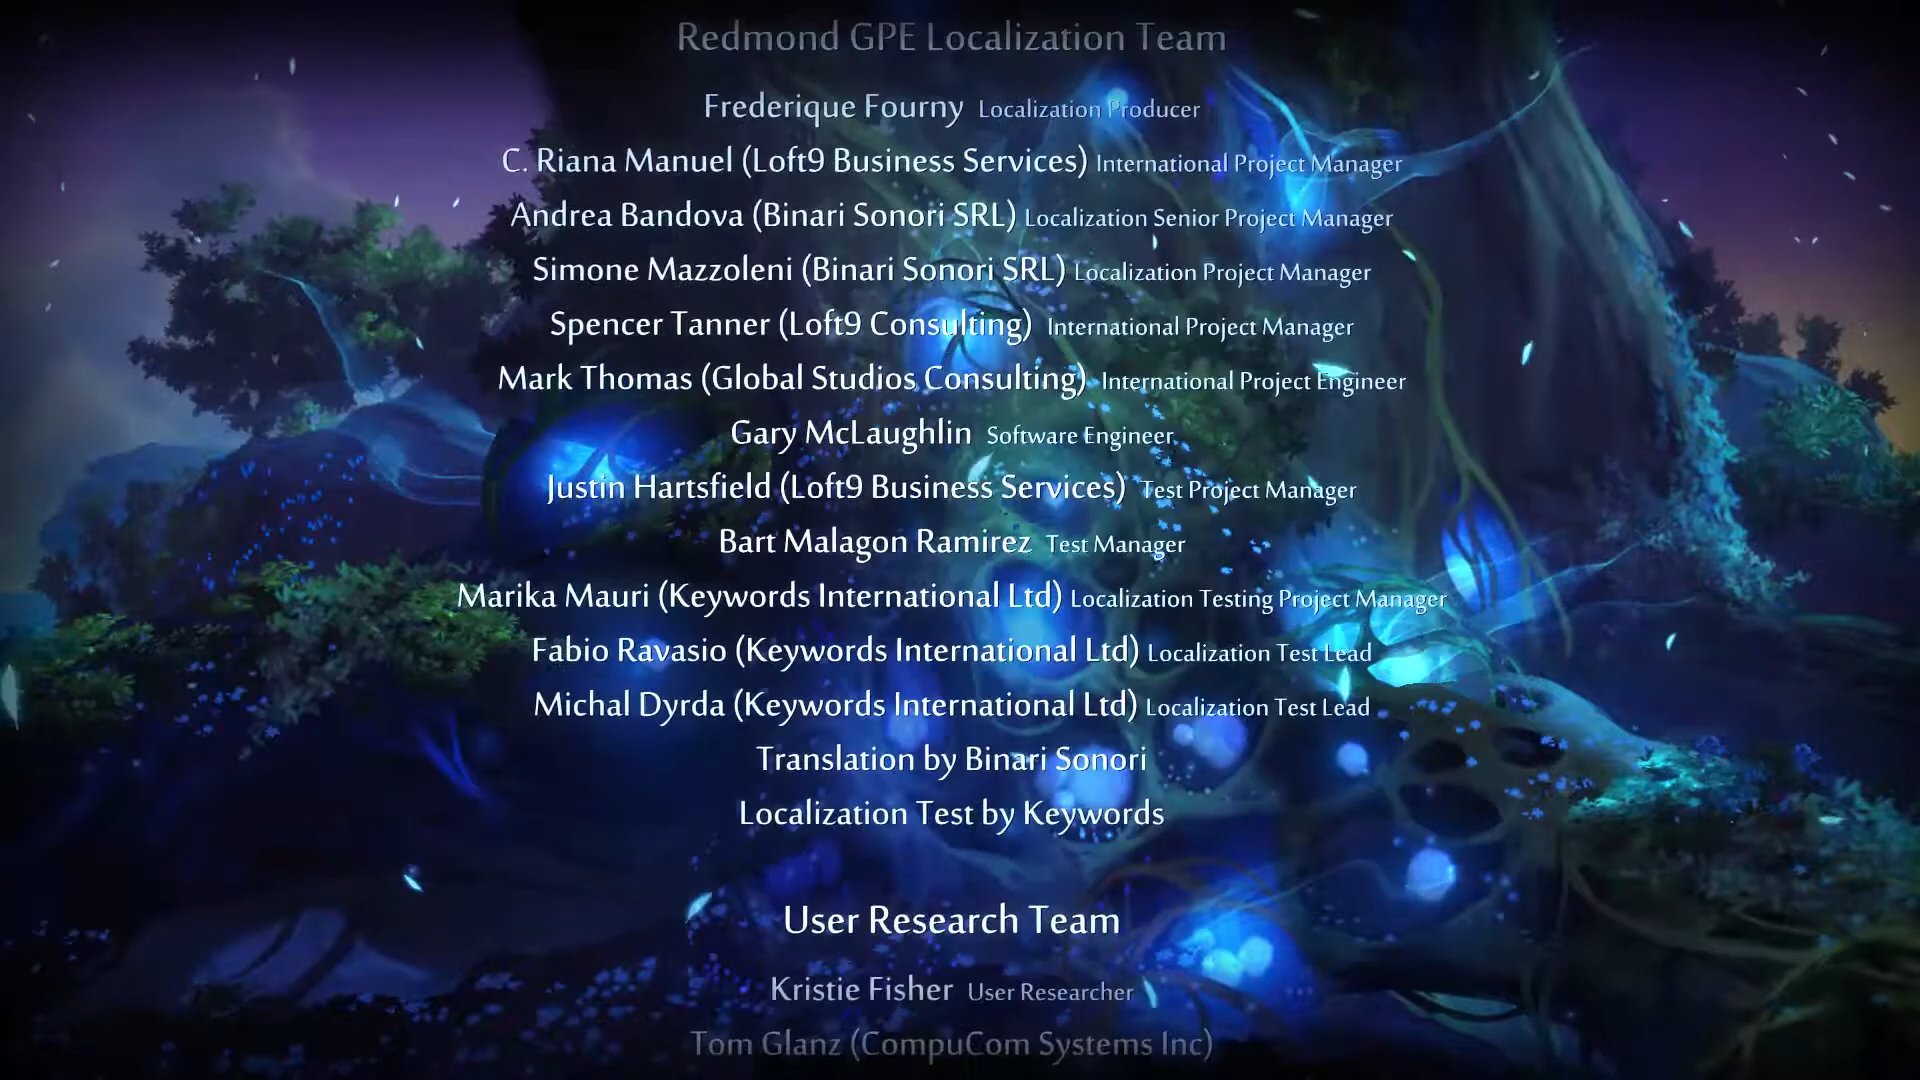 Redmond GPE Localization Team
Frederique Fourny Localization Producer
C. Riana Manuel (Loft9 Business Services) International Project Manager
Andrea Bandova (Binari Sonori SRL) Localization Senior Project Manager
Simone Mazzoleni (Binari Sonori SRL) Localization Project Manager
Spencer Tanner (Loft9 Consulting) International Project Manager
Mark Thomas (Global Studios Consulting) International Project Engineer
Gary McLaughlin Software Engineer
Justin Hartsfield (Loft9 Business Services) Test Project Manager
Bart Malagon Ramirez Test Manager
Marika Mauri (Keywords International Ltd) Localization Testing Project Manager
Fabio Ravasio (Keywords International Ltd) Localization Test Lead
Michal Dyrda (Keywords International Ltd) Localization Test Lead
Translation by Binari Sonori
Localization Test by Keywords
User Research Team
Kristie Fisher User Researcher
Tom Glanz (CompuCom Systems Inc)